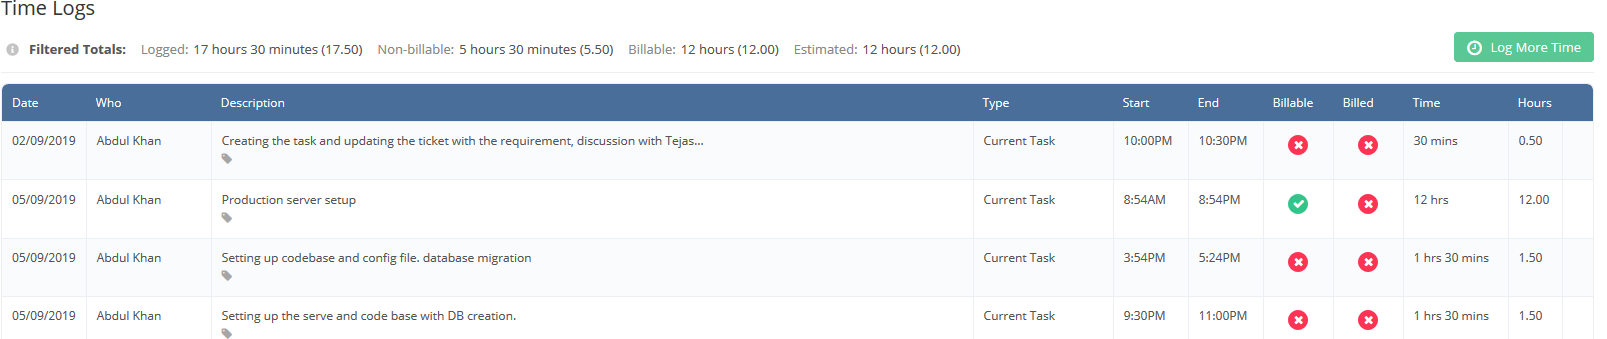 Time Logs
Filtered Totals: Logged: 17 hours 30 minutes (17.50) Non-billable: 5 hours 30 minutes (5.50) Billable: 12 hours (12.00) Estimated: 12 hours (12.00) Log More Time
Date Who Description Type Start End Billable Billed Time Hours
02/09/2019 Abdul Khan Creating the task and updating the ticket with the requirement, discussion with Tejas... Current Task 10:00PM 10:30PM 30 mins 0.50
05/09/2019 Abdul Khan Production server setup Current Task 8:54AM 8:54PM 12 hrs 12.00
05/09/2019 Abdul Khan Setting up codebase and config file. database migration Current Task 3:54PM 5:24PM 1 hrs 30 mins 1.50
05/09/2019 Abdul Khan Setting up the serve and code base with DB creation. Current Task 9:30PM 11:00PM 1 hrs 30 mins 1.50